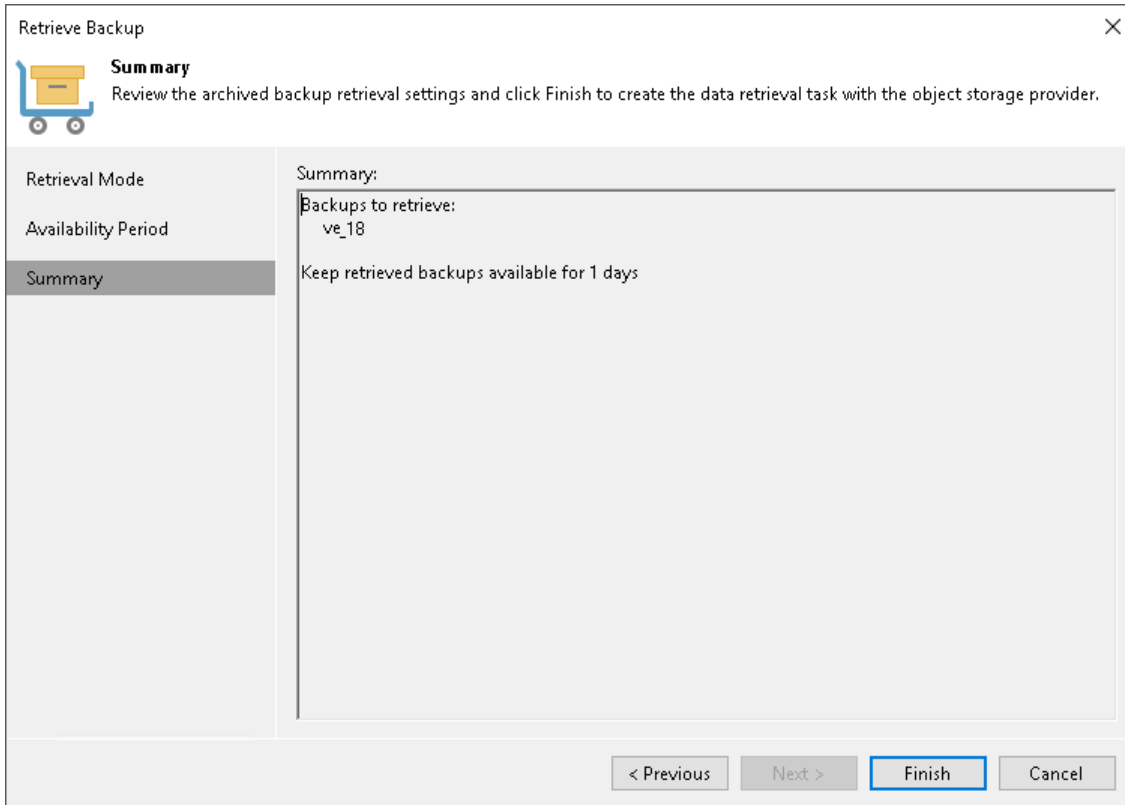 Retrieve Backup
Summary
Review the archived backup retrieval settings and click Finish to create the data retrieval task with the object storage provider.
Retrieval Mode
Availability Period
Summary
Summary:
Backups to retrieve:
ve_18
Keep retrieved backups available for 1 days
< Previous
Next >
Finish
Cancel